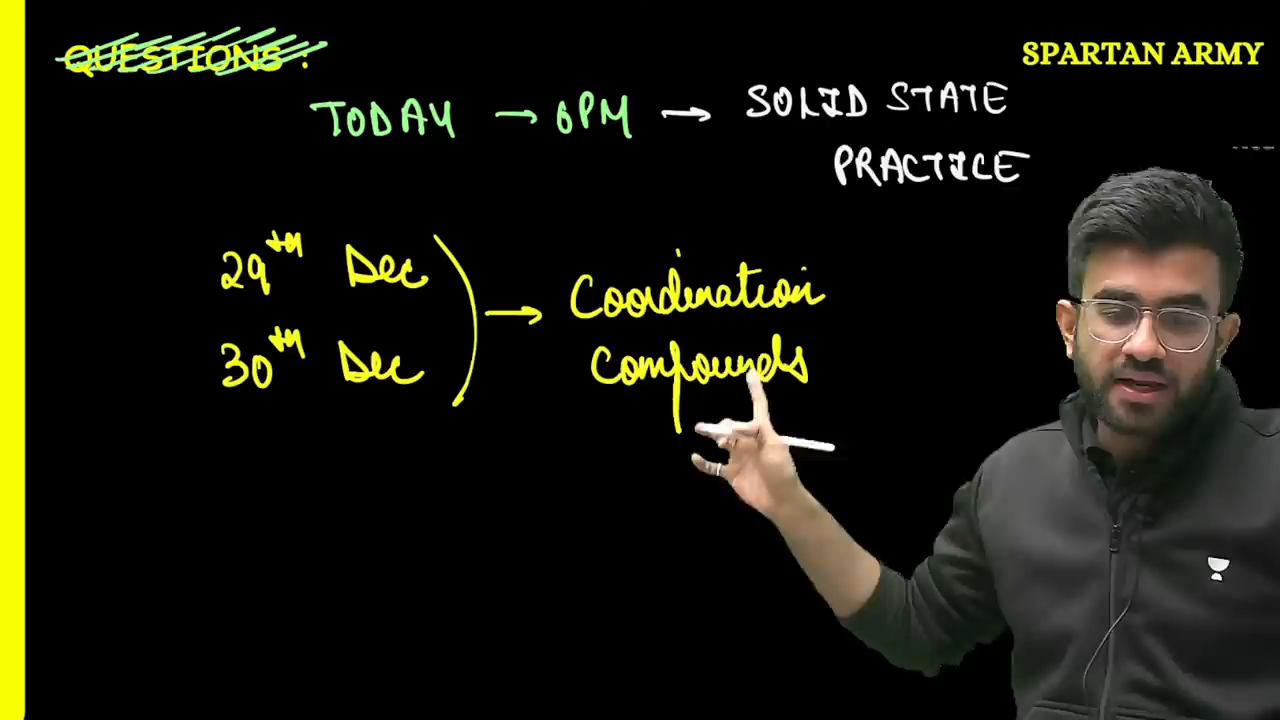 QUESTIONS :
SPARTAN ARMY
TODAY → 6PM → SOLID STATE
PRACTICE
29th Dec
30th Dec
→ Coordination
Compounds